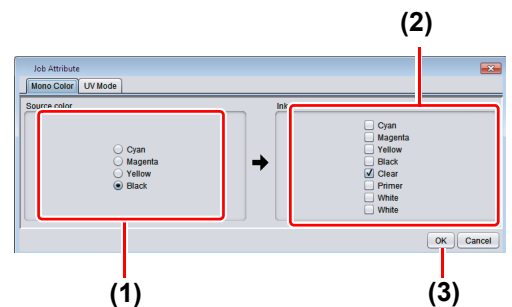 (2)
Job Attribute
Mono Color UV Mode
Source color
Ink
Cyan
Magenta
Yellow
Black
Cyan
Magenta
Yellow
Black
Clear
Primer
White
White
OK Cancel
(1)
(3)